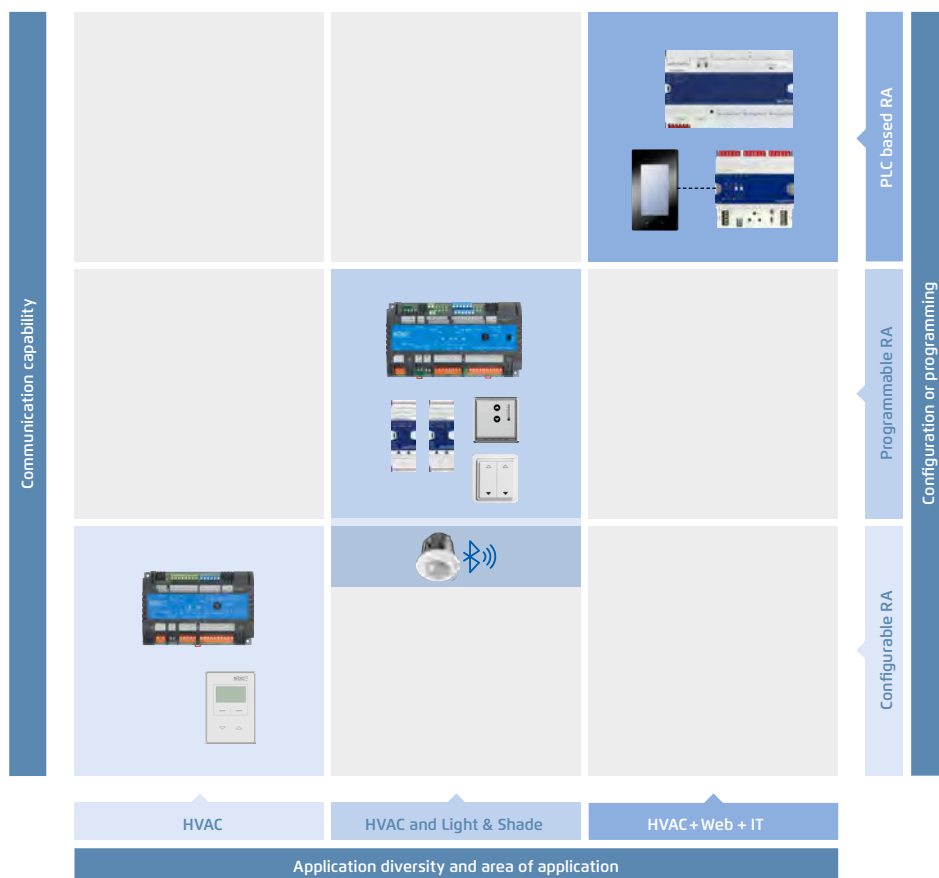 Communication capability
PLC based RA
Programmable RA
Configurable RA
Configuration or programming
HVAC
HVAC and Light & Shade
HVAC+Web + IT
Application diversity and area of application